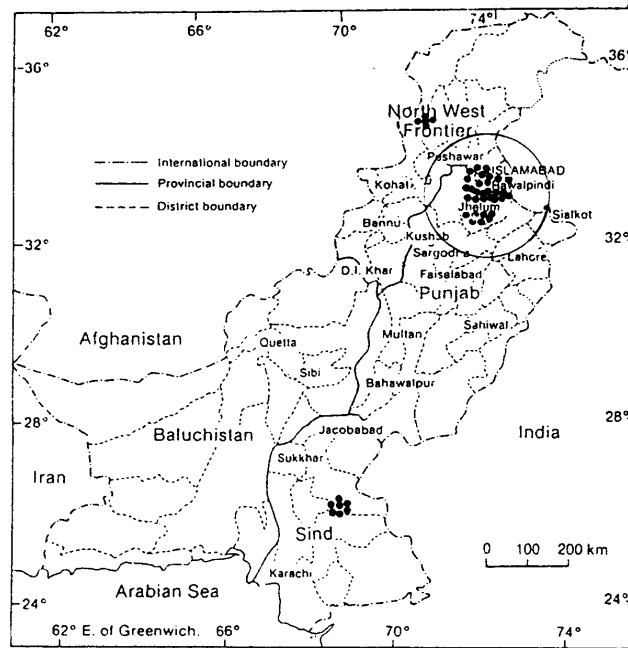 62° 66° 70° 74°
36° 36°
North West
Frontier
International boundary
Provincial boundary
District boundary
Peshawar
ISLAMABAD
Rawalpindi
Kohat
Jhelum
Bannu
Sialkot
Kushab
32° 32°
Sargodha
Lahore
D.I. Khar
Faisalabad
Punjab
Afghanistan
Multan
Sahiwal
Quetta
Sibi
Bahawalpur
28° 28°
Jacobabad
India
Baluchistan
Sukkhar
Iran
Sind
0 100 200 km
Karachi
Arabian Sea
24° 24°
62° E. of Greenwich. 66° 70° 74°